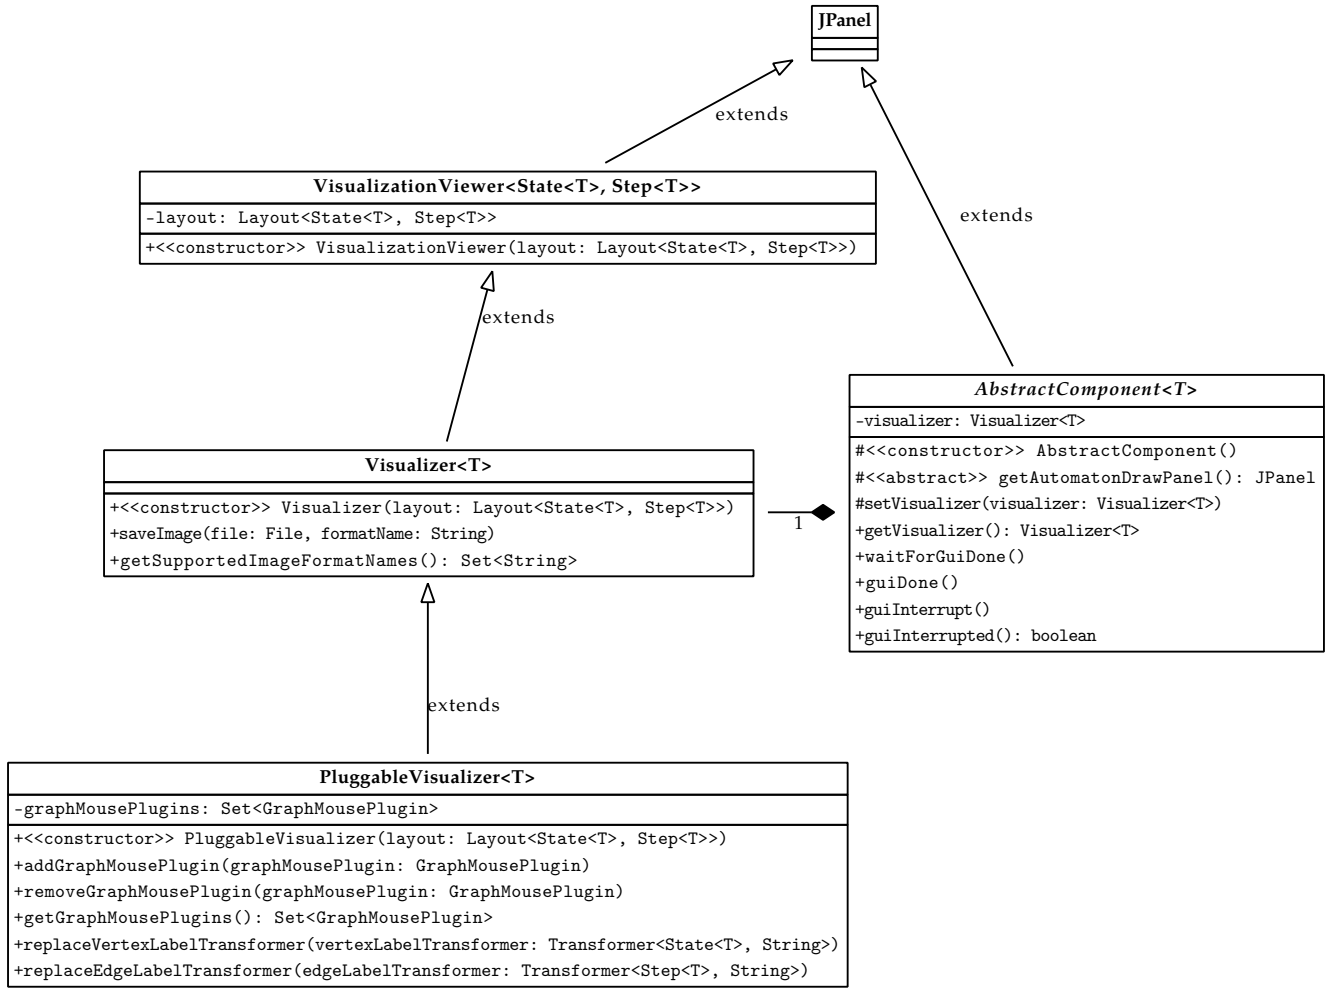 JPanel
extends
VisualizationViewer<State<T>, Step<T>>
-layout: Layout<State<T>, Step<T>>
+<<constructor>> VisualizationViewer(layout: Layout<State<T>, Step<T>>)
extends
extends
AbstractComponent<T>
-visualizer: Visualizer<T>
#<<constructor>> AbstractComponent()
#<<abstract>> getAutomatonDrawPanel(): JPanel
#setVisualizer(visualizer: Visualizer<T>)
+getVisualizer(): Visualizer<T>
+waitForGuiDone()
+guiDone()
+guiInterrupt()
+guiInterrupted(): boolean
Visualizer<T>
+<<constructor>> Visualizer(layout: Layout<State<T>, Step<T>>)
+saveImage(file: File, formatName: String)
+getSupportedImageFormatNames(): Set<String>
1
extends
PluggableVisualizer<T>
-graphMousePlugins: Set<GraphMousePlugin>
+<<constructor>> PluggableVisualizer(layout: Layout<State<T>, Step<T>>)
+addGraphMousePlugin(graphMousePlugin: GraphMousePlugin)
+removeGraphMousePlugin(graphMousePlugin: GraphMousePlugin)
+getGraphMousePlugins(): Set<GraphMousePlugin>
+replaceVertexLabelTransformer(vertexLabelTransformer: Transformer<State<T>, String>)
+replaceEdgeLabelTransformer(edgeLabelTransformer: Transformer<Step<T>, String>)